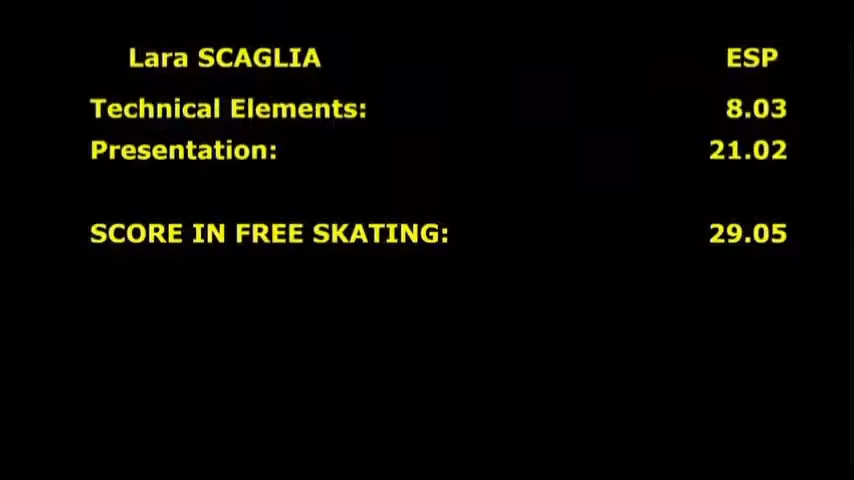 Lara SCAGLIA ESP
Technical Elements: 8.03
Presentation: 21.02
SCORE IN FREE SKATING: 29.05